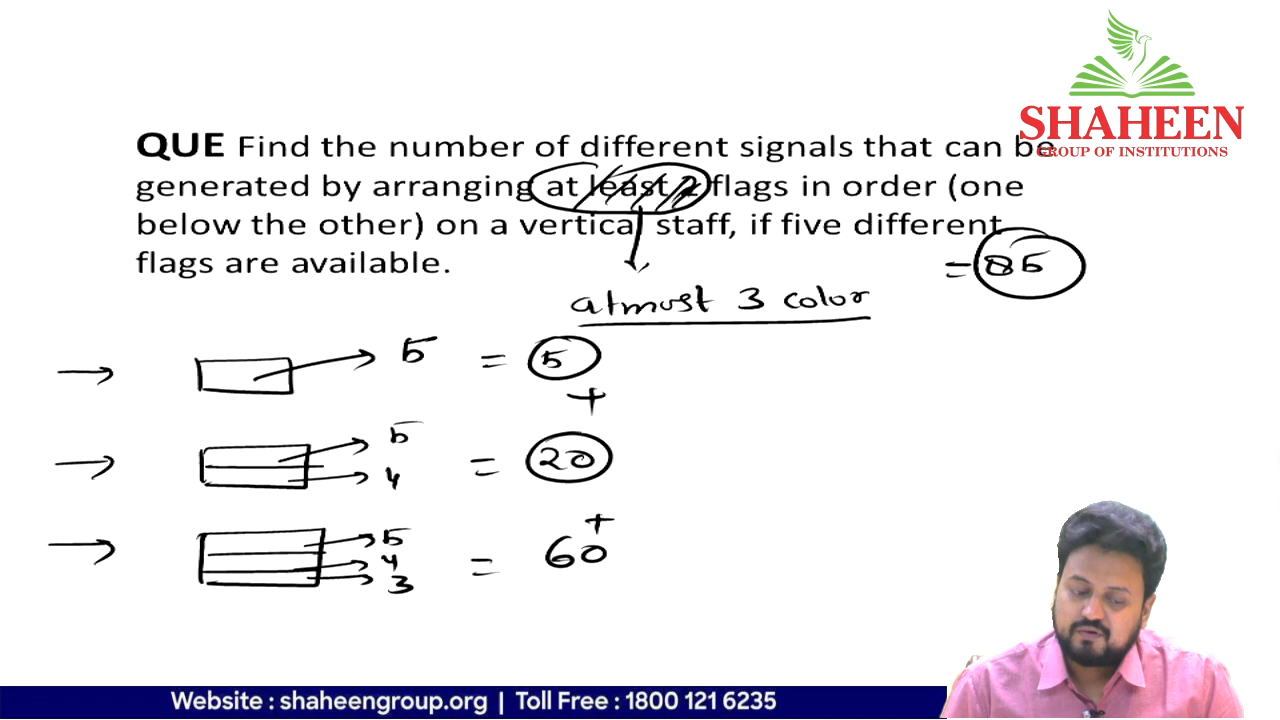 SHAHEEN
GROUP OF INSTITUTIONS
QUE Find the number of different signals that can be
generated by arranging at least 2 flags in order (one
below the other) on a vertical staff, if five different
flags are available.
= 85
atmust 3 color
→ → 5 = 5
+
→ → 5 → 4 = 20
+
→ → 5 → 4 → 3 = 60
Website : shaheengroup.org | Toll Free : 1800 121 6235